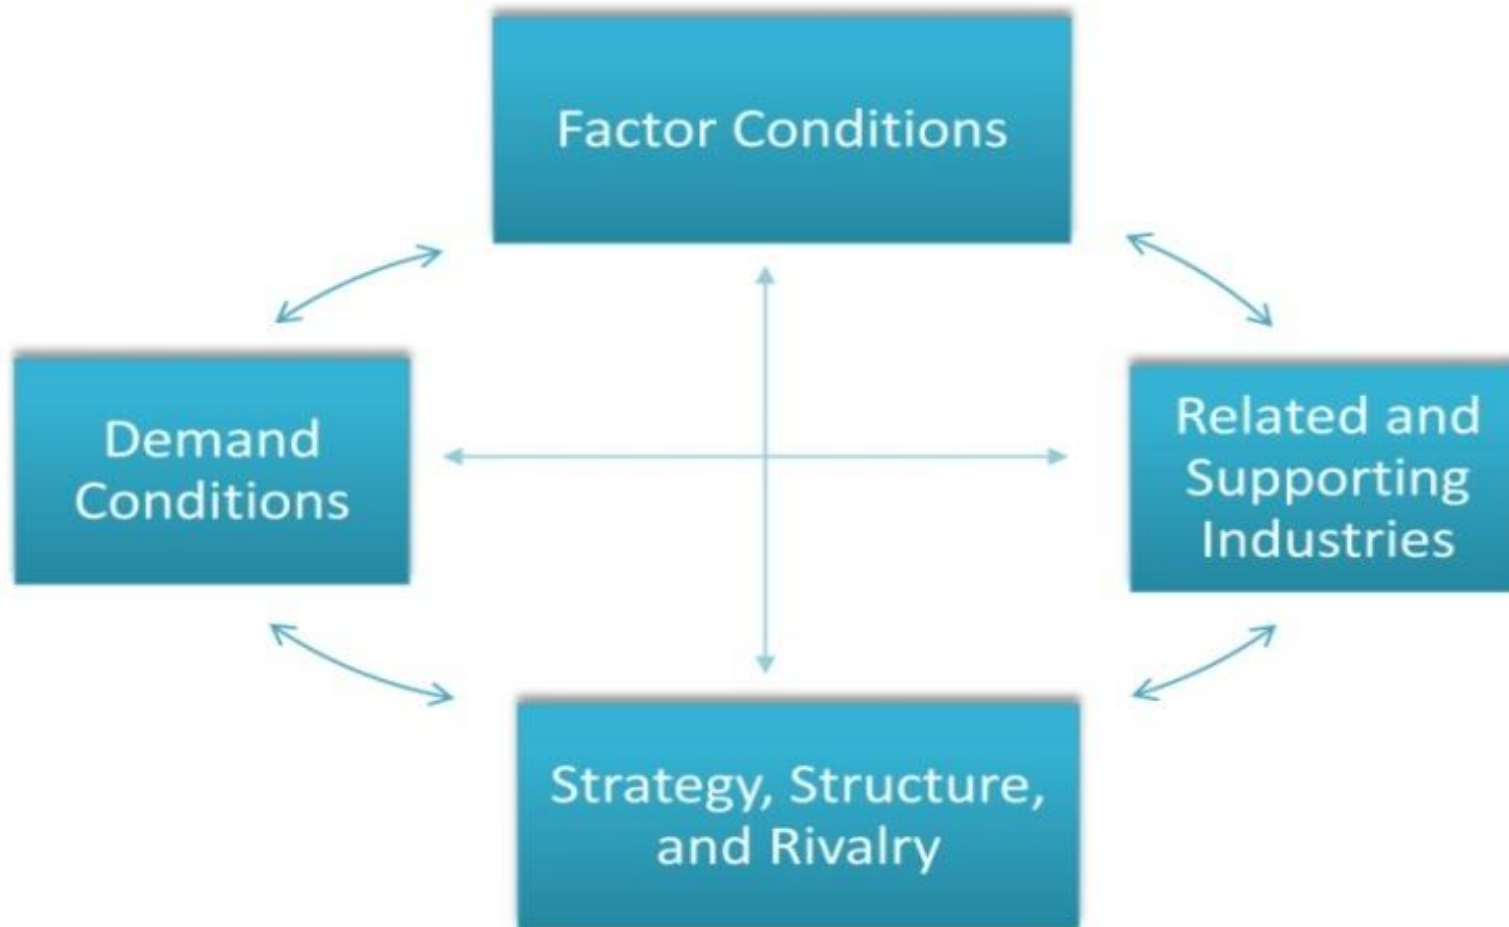 Factor Conditions
Demand
Conditions
Related and
Supporting
Industries
Strategy, Structure,
and Rivalry